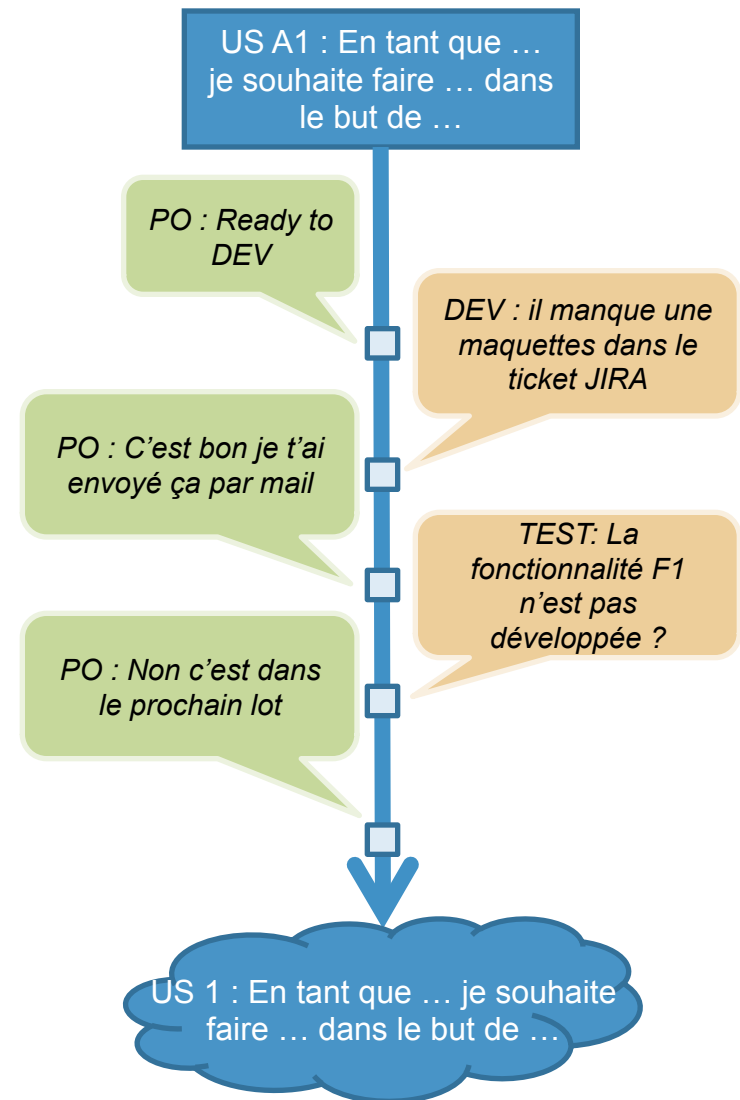 US A1 : En tant que …
je souhaite faire … dans
le but de …
PO : Ready to
DEV
DEV : il manque une
maquettes dans le
ticket JIRA
PO : C’est bon je t’ai
envoyé ça par mail
TEST: La
fonctionnalité F1
n’est pas
développée ?
PO : Non c’est dans
le prochain lot
US 1 : En tant que … je souhaite
faire … dans le but de …